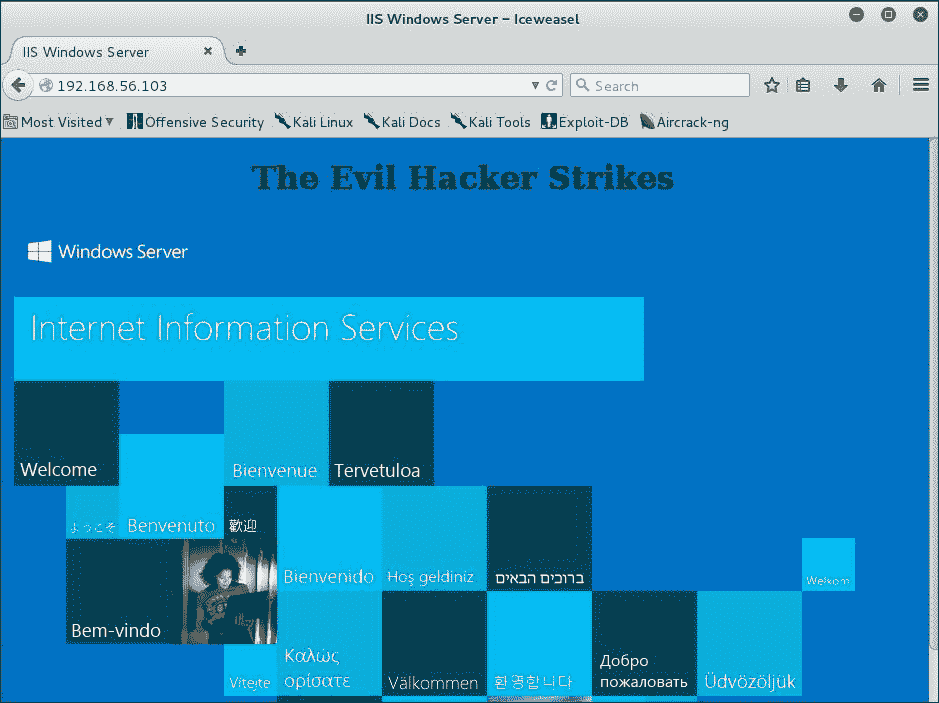 IIS Windows Server - Iceweasel
IIS Windows Server
192.168.56.103
Search
Most Visited
Offensive Security
Kali Linux
Kali Docs
Kali Tools
Exploit-DB
Aircrack-ng
The Evil Hacker Strikes
Windows Server
Internet Information Services
Welcome
Bienvenue
Tervetuloa
ようこそ
Benvenuto
歡迎
Bienvenido
Hoş geldiniz
ברוכים הבאים
Welkom
Bem-vindo
Vítejte
Καλώς
ορίσατε
Välkommen
환영합니다
Добро
пожаловать
Üdvözöljük